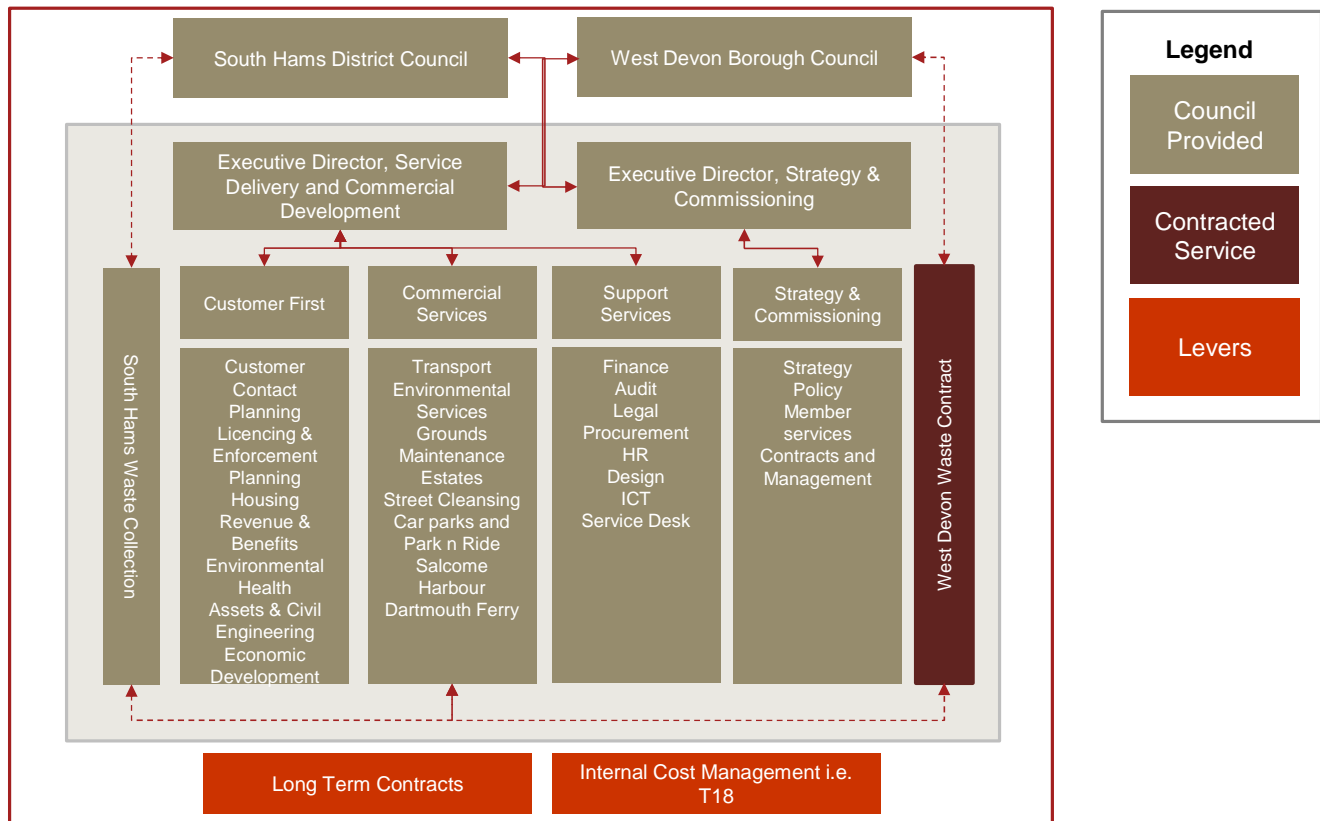 South Hams District Council
West Devon Borough Council
Executive Director, Service
Delivery and Commercial
Development
Executive Director, Strategy &
Commissioning
South Hams Waste Collection
Customer First
Customer
Contact
Planning
Licencing &
Enforcement
Planning
Housing
Revenue &
Benefits
Environmental
Health
Assets & Civil
Engineering
Economic
Development
Commercial
Services
Transport
Environmental
Services
Grounds
Maintenance
Estates
Street Cleansing
Car parks and
Park n Ride
Salcome
Harbour
Dartmouth Ferry
Support
Services
Finance
Audit
Legal
Procurement
HR
Design
ICT
Service Desk
Strategy &
Commissioning
Strategy
Policy
Member
services
Contracts and
Management
West Devon Waste Contract
Long Term Contracts
Internal Cost Management i.e.
T18
Legend
Council
Provided
Contracted
Service
Levers